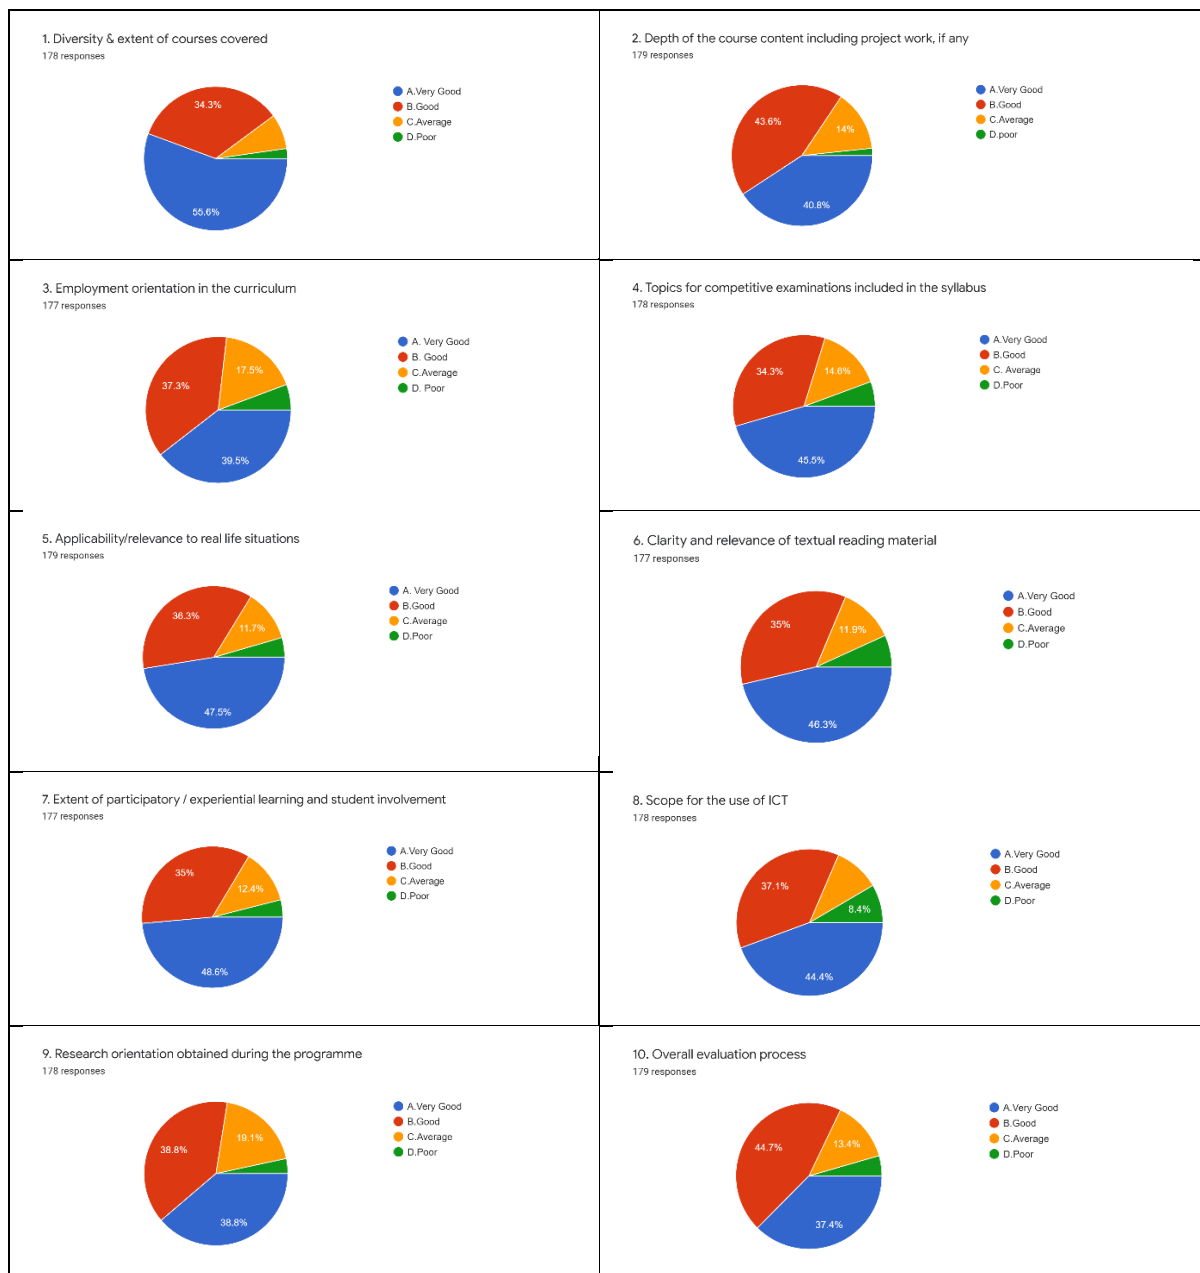 1. Diversity & extent of courses covered
178 responses
34.3%
55.6%
A.Very Good
B.Good
C.Average
D.Poor
2. Depth of the course content including project work, if any
179 responses
43.6%
14%
40.8%
A.Very Good
B.Good
C.Average
D.poor
3. Employment orientation in the curriculum
177 responses
17.5%
37.3%
39.5%
A. Very Good
B. Good
C.Average
D. Poor
4. Topics for competitive examinations included in the syllabus
178 responses
34.3%
14.6%
45.5%
A.Very Good
B.Good
C. Average
D.Poor
5. Applicability/relevance to real life situations
179 responses
36.3%
11.7%
47.5%
A. Very Good
B.Good
C.Average
D.Poor
6. Clarity and relevance of textual reading material
177 responses
35%
11.9%
46.3%
A.Very Good
B.Good
C.Average
D.Poor
7. Extent of participatory / experiential learning and student involvement
177 responses
35%
12.4%
48.6%
A.Very Good
B.Good
C.Average
D.Poor
8. Scope for the use of ICT
178 responses
37.1%
8.4%
44.4%
A.Very Good
B.Good
C.Average
D.Poor
9. Research orientation obtained during the programme
178 responses
38.8%
19.1%
38.8%
A.Very Good
B.Good
C.Average
D.Poor
10. Overall evaluation process
179 responses
44.7%
13.4%
37.4%
A.Very Good
B.Good
C.Average
D.Poor